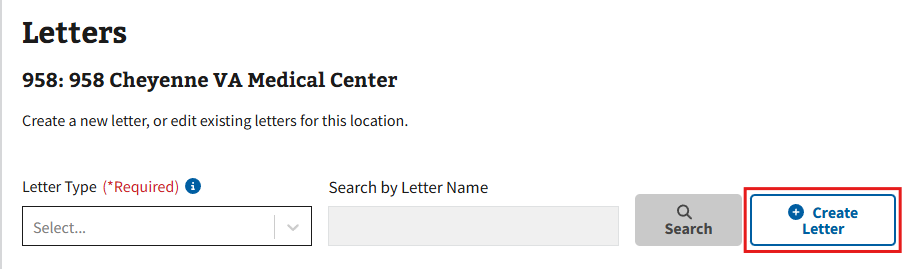 Letters
958: 958 Cheyenne VA Medical Center
Create a new letter, or edit existing letters for this location.
Letter Type (*Required)
Search by Letter Name
Select...
Search
Create
Letter